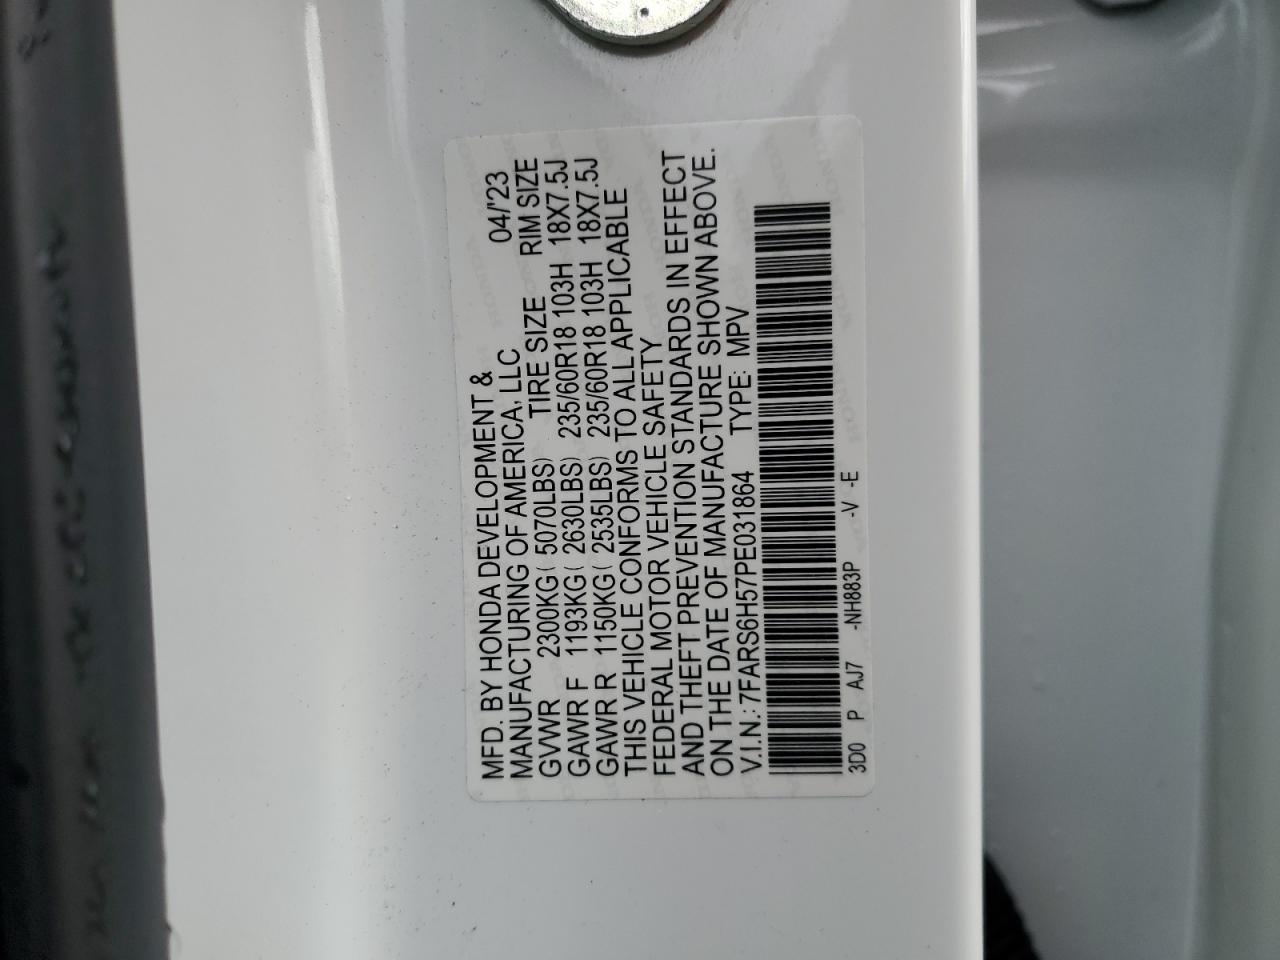 MFD. BY HONDA DEVELOPMENT &
MANUFACTURING OF AMERICA, LLC 04/'23
GVWR 2300KG(5070LBS) TIRE SIZE RIM SIZE
GAWR F 1193KG(2630LBS) 235/60R18 103H 18X7.5J
GAWR R 1150KG(2535LBS) 235/60R18 103H 18X7.5J
THIS VEHICLE CONFORMS TO ALL APPLICABLE
FEDERAL MOTOR VEHICLE SAFETY
AND THEFT PREVENTION STANDARDS IN EFFECT
ON THE DATE OF MANUFACTURE SHOWN ABOVE.
V.I.N.: 7FARS6H57PE031864 TYPE: MPV
3D0 P AJ7 -NH883P -V -E